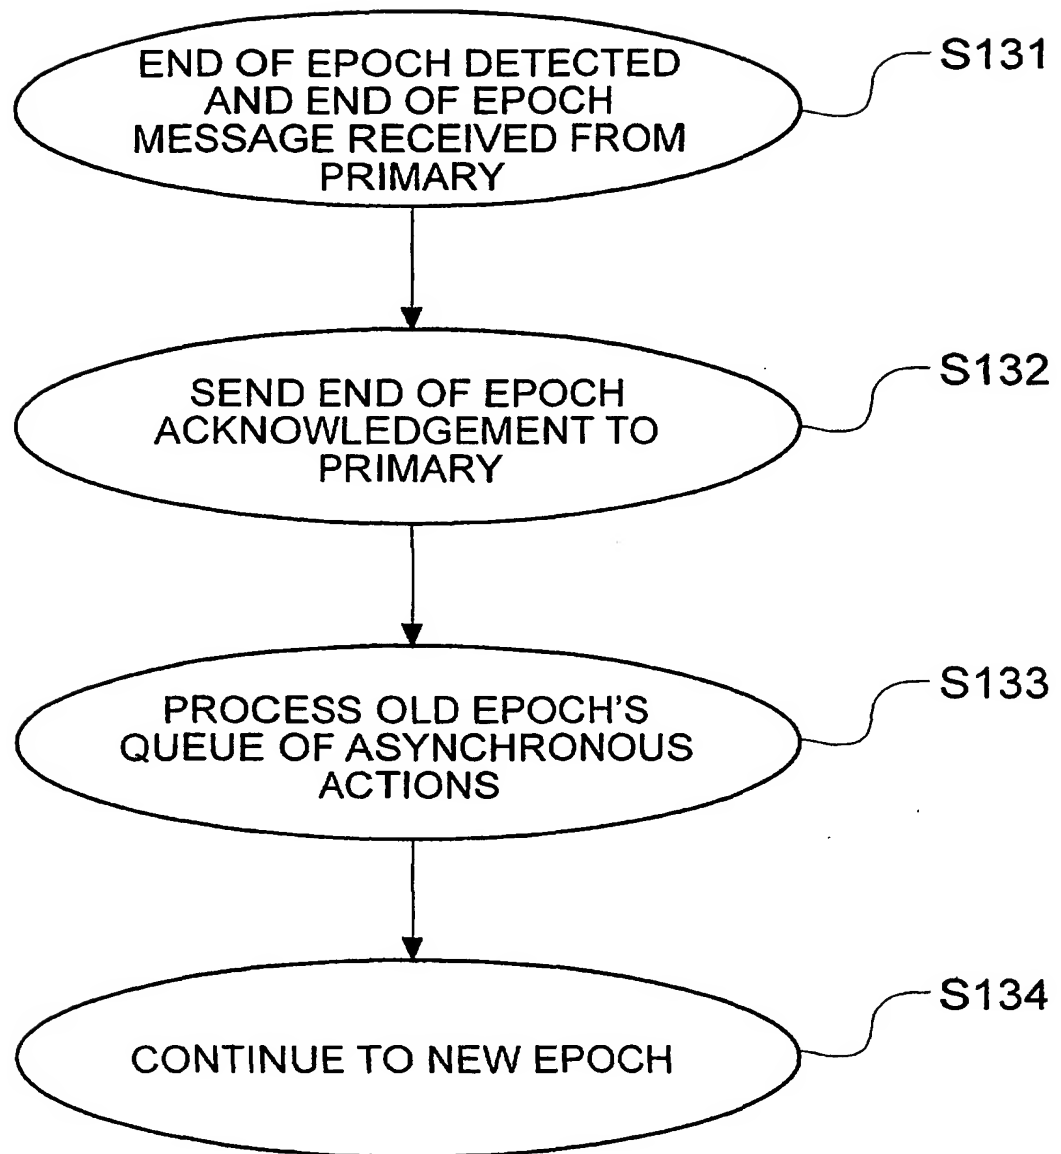 END OF EPOCH DETECTED
AND END OF EPOCH
MESSAGE RECEIVED FROM
PRIMARY
S131
SEND END OF EPOCH
ACKNOWLEDGEMENT TO
PRIMARY
S132
PROCESS OLD EPOCH'S
QUEUE OF ASYNCHRONOUS
ACTIONS
S133
CONTINUE TO NEW EPOCH
S134